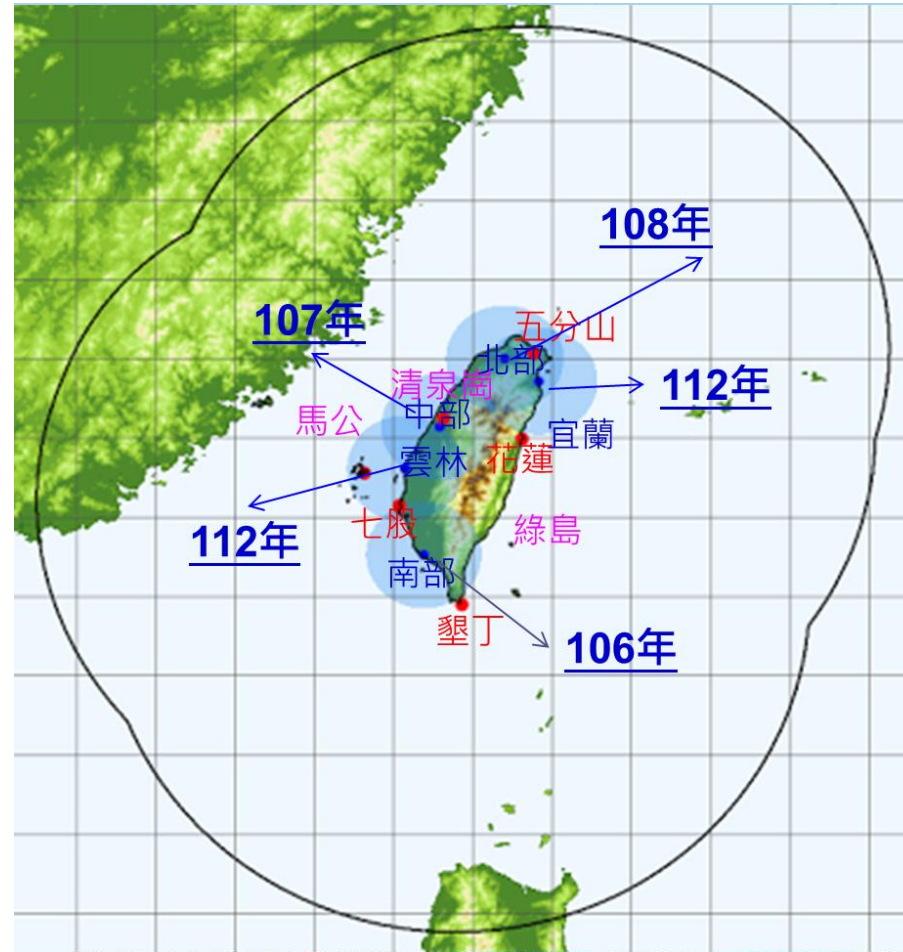 108年
107年
五分山
北部
清泉崗
112年
馬公
中部
宜蘭
雲林
花蓮
七股
綠島
112年
南部
墾丁
106年